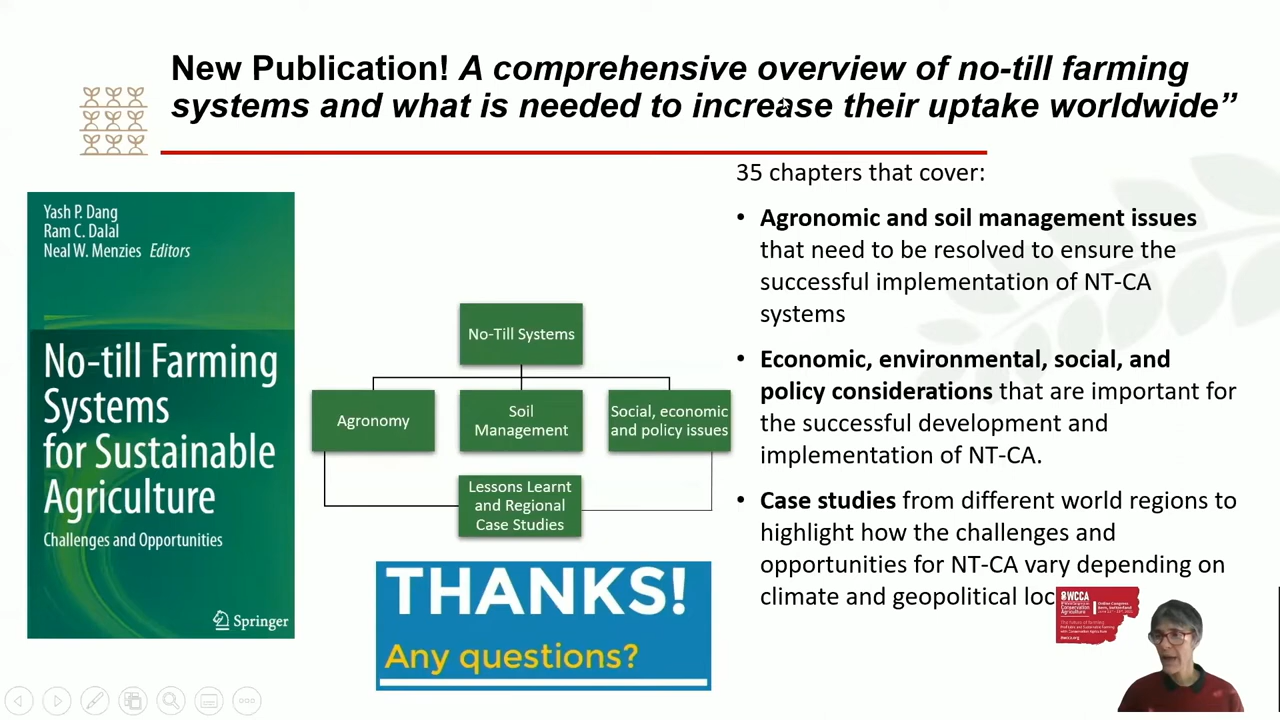 New Publication! A comprehensive overview of no-till farming
systems and what is needed to increase their uptake worldwide”
Yash P. Dang
Ram C. Dalal
Neal W. Menzies Editors
No-till Farming
Systems
for Sustainable
Agriculture
Challenges and Opportunities
Springer
No-Till Systems
Agronomy
Soil
Management
Social, economic
and policy issues
Lessons Learnt
and Regional
Case Studies
THANKS!
Any questions?
35 chapters that cover:
• Agronomic and soil management issues
that need to be resolved to ensure the
successful implementation of NT-CA
systems
• Economic, environmental, social, and
policy considerations that are important for
the successful development and
implementation of NT-CA.
• Case studies from different world regions to
highlight how the challenges and
opportunities for NT-CA vary depending on
climate and geopolitical
WCCA